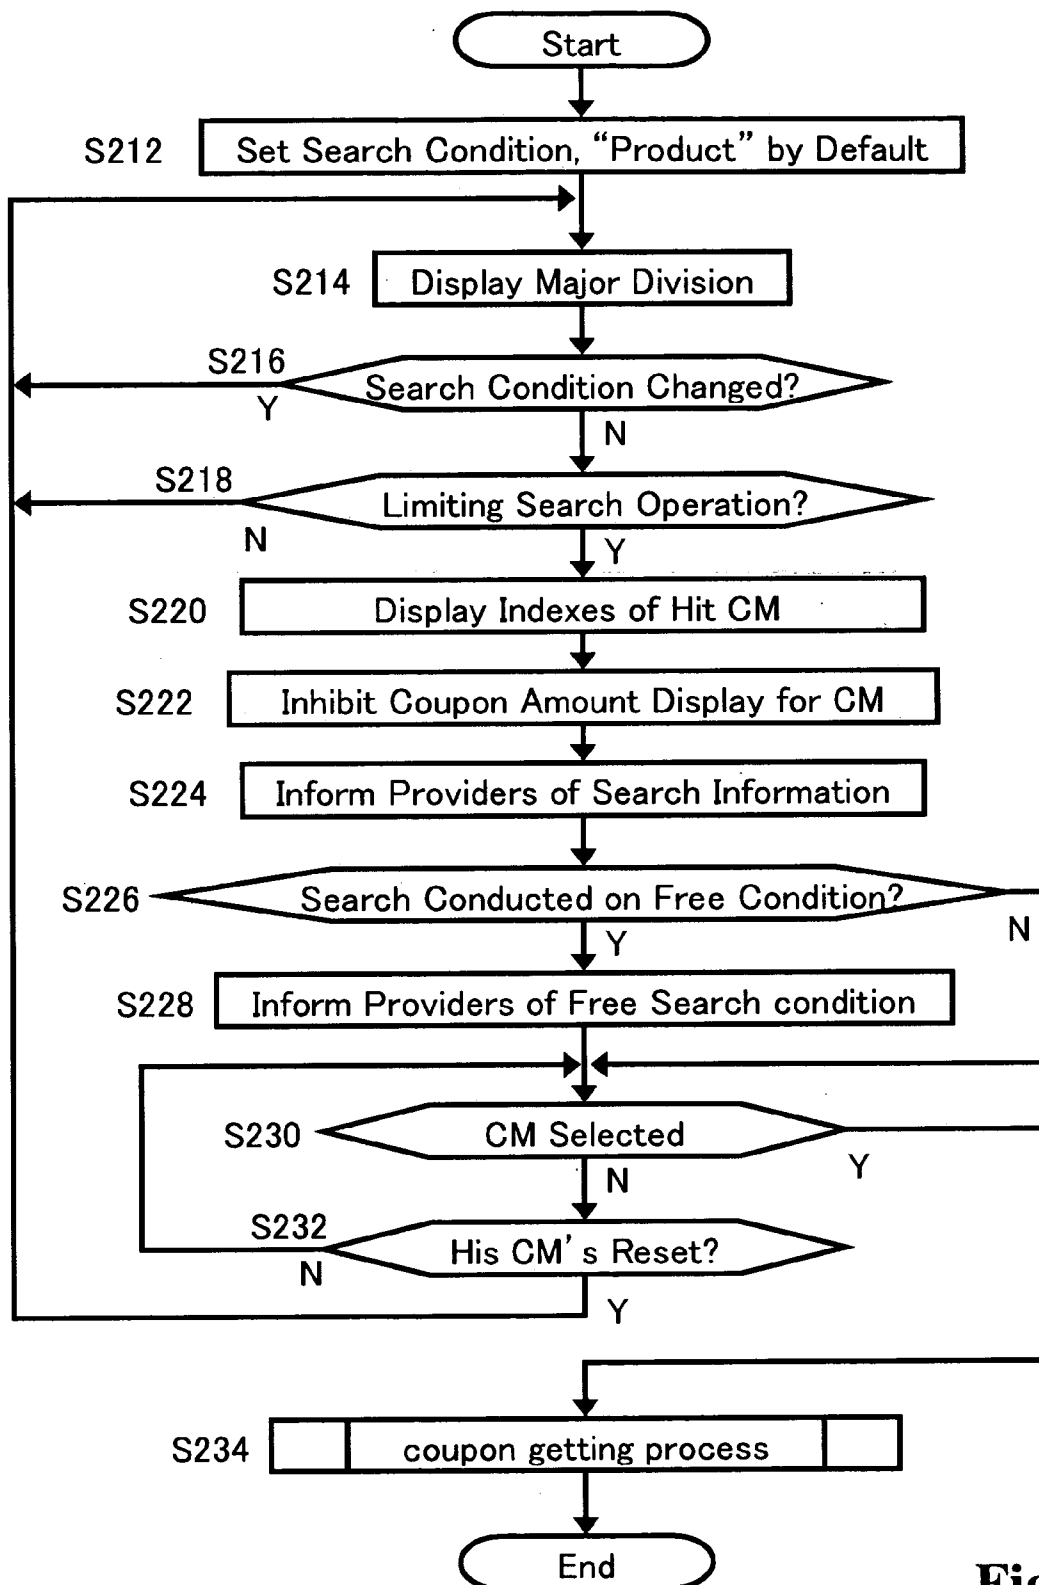 Start
S212 Set Search Condition, “Product” by Default
S214 Display Major Division
S216 Search Condition Changed?
Y
N
S218 Limiting Search Operation?
N
Y
S220 Display Indexes of Hit CM
S222 Inhibit Coupon Amount Display for CM
S224 Inform Providers of Search Information
S226 Search Conducted on Free Condition?
N
Y
S228 Inform Providers of Free Search condition
S230 CM Selected
Y
N
S232 His CM's Reset?
N
Y
S234 coupon getting process
End